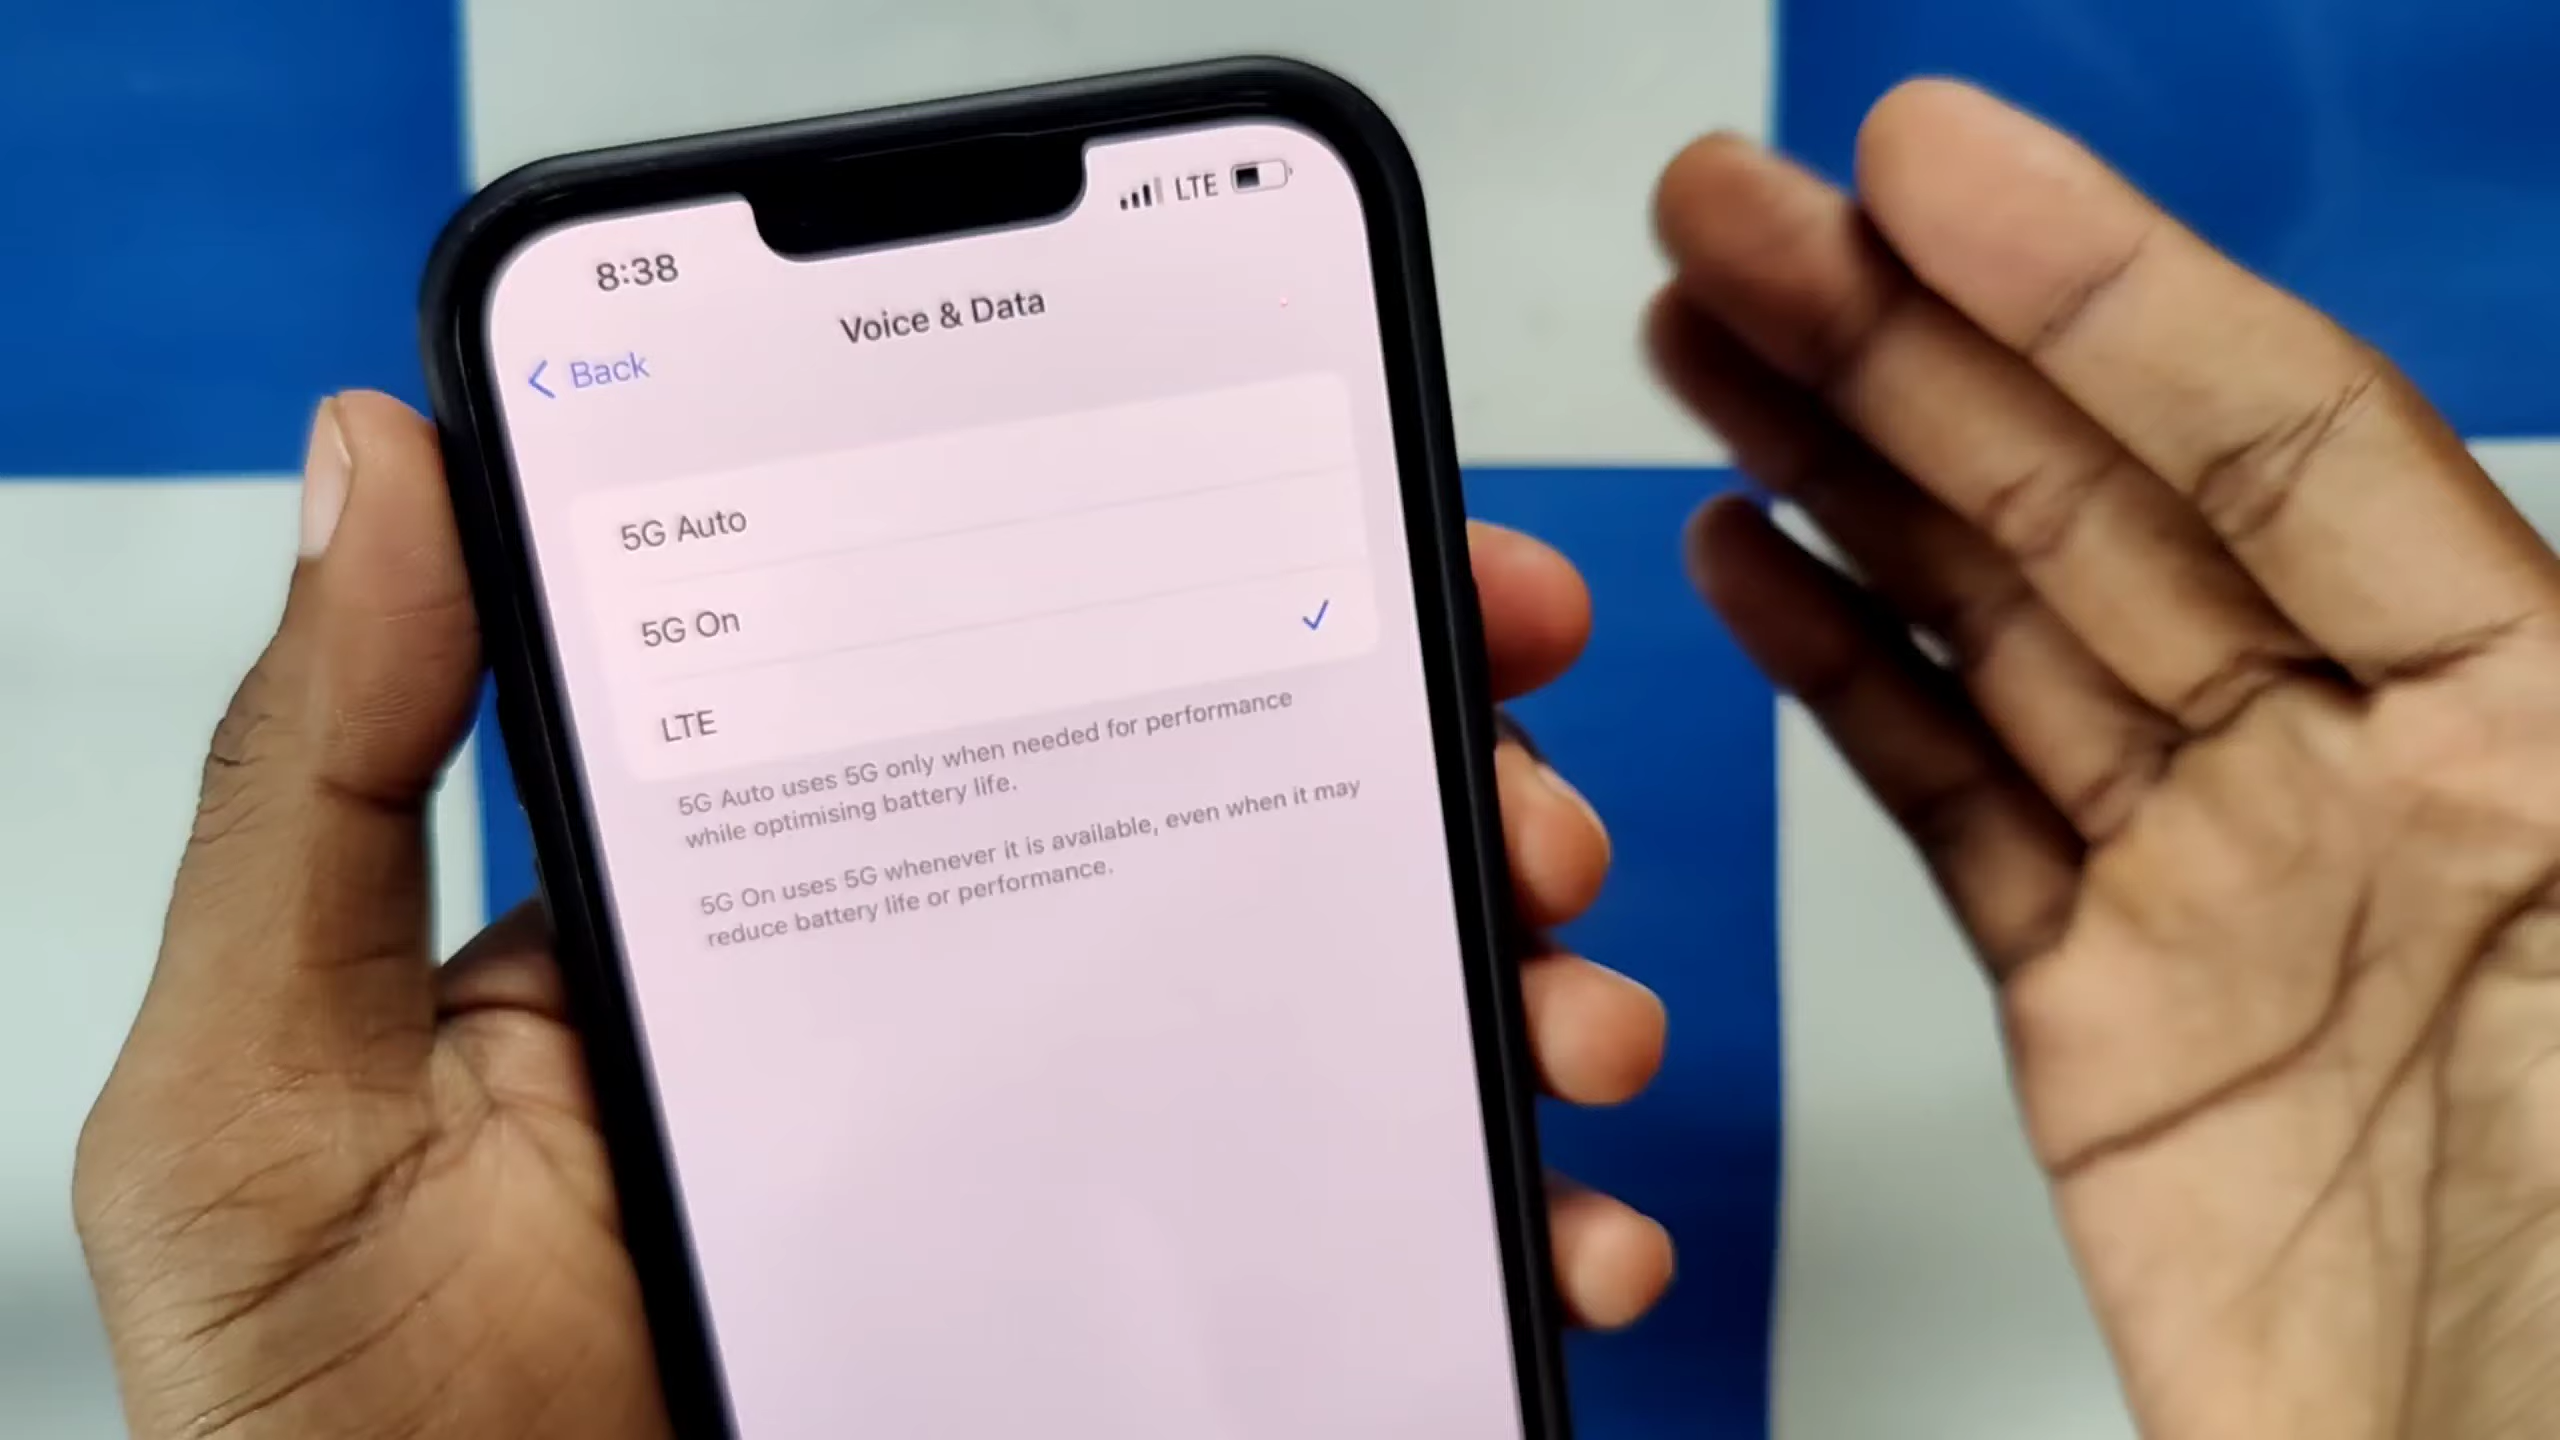 8:38
LTE
Voice & Data
Back
5G Auto
5G On
LTE
5G Auto uses 5G only when needed for performance
while optimising battery life.
5G On uses 5G whenever it is available, even when it may
reduce battery life or performance.